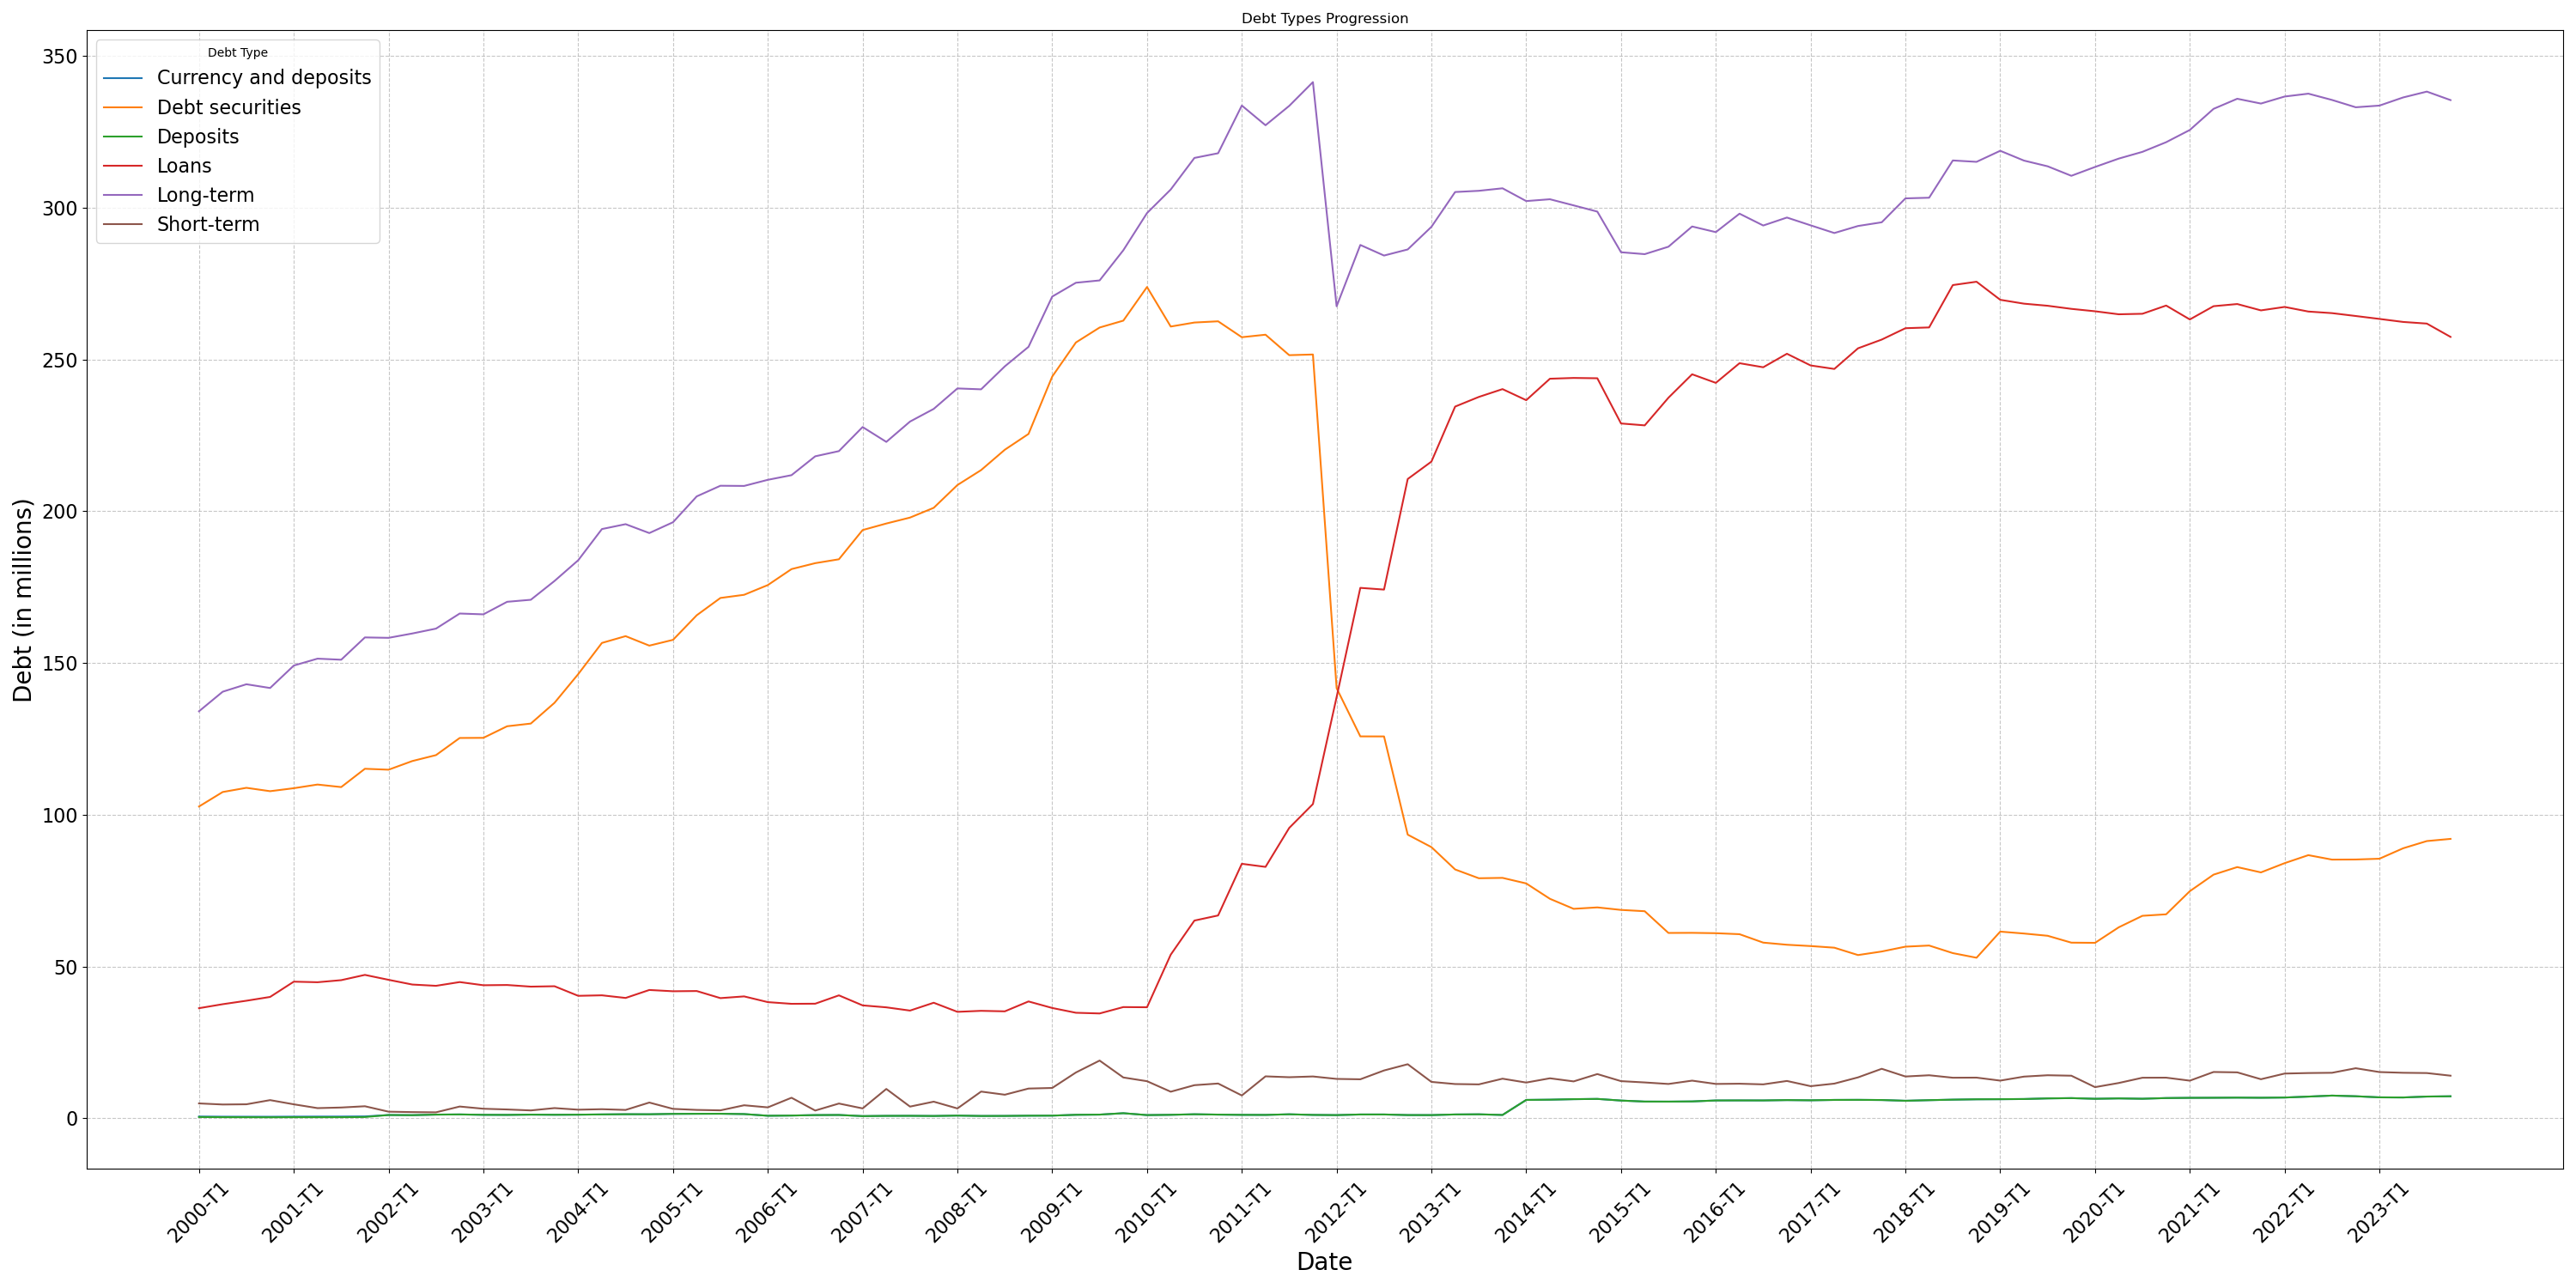 Debt Types Progression
Debt Type
Currency and deposits
Debt securities
Deposits
Loans
Long-term
Short-term
Debt (in millions)
350
300
250
200
150
100
50
0
2000-T1
2001-T1
2002-T1
2003-T1
2004-T1
2005-T1
2006-T1
2007-T1
2008-T1
2009-T1
2010-T1
2011-T1
2012-T1
2013-T1
2014-T1
2015-T1
2016-T1
2017-T1
2018-T1
2019-T1
2020-T1
2021-T1
2022-T1
2023-T1
Date